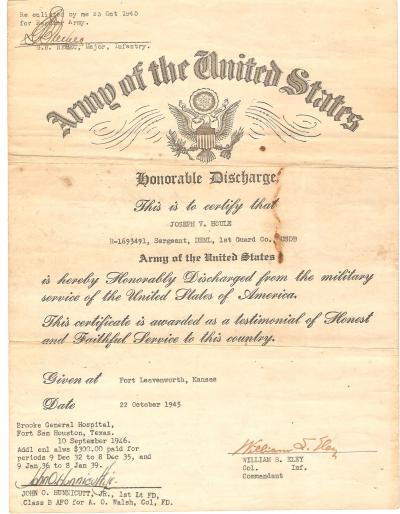 Re enlisted by me 23 Oct 1945
for Regular Army.
Major, Infantry.
Army of the United States
Honorable Discharge
This is to certify that
JOSEPH V. HOULE
R-1693491, Sergeant, DEML, 1st Guard Co., USDB
Army of the United States
is hereby Honorably Discharged from the military
service of the United States of America.
This certificate is awarded as a testimonial of Honest
and Faithful Service to this country.
Given at Fort Leavenworth, Kansas
Date 22 October 1945
Brooke General Hospital,
Fort Sam Houston, Texas.
10 September 1946.
Addl enl alws $300.00 paid for
periods 9 Dec 32 to 8 Dec 35, and
9 Jan 36 to 8 Jan 39.
John O. Hunnicutt, Jr.
JOHN O. HUNNICUTT, JR., 1st Lt FD,
Class B AFO for A. O. Walsh, Col, FD.
William S. Eley
WILLIAM S. ELEY
Col. Inf.
Commandant